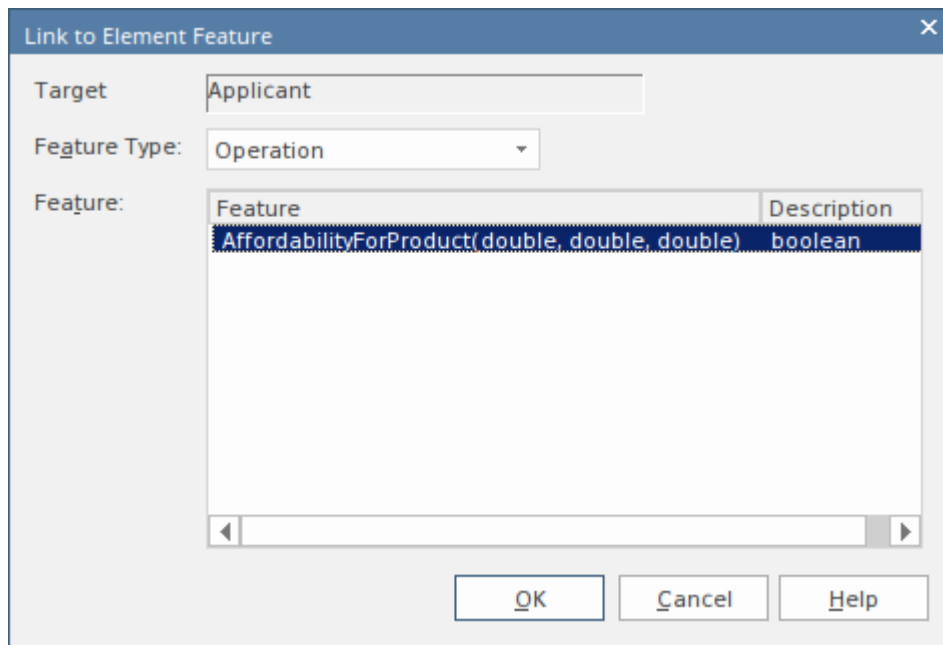 Link to Element Feature
Target Applicant
Feature Type: Operation
Feature:
Feature Description
AffordabilityForProduct(double, double, double) boolean
OK Cancel Help